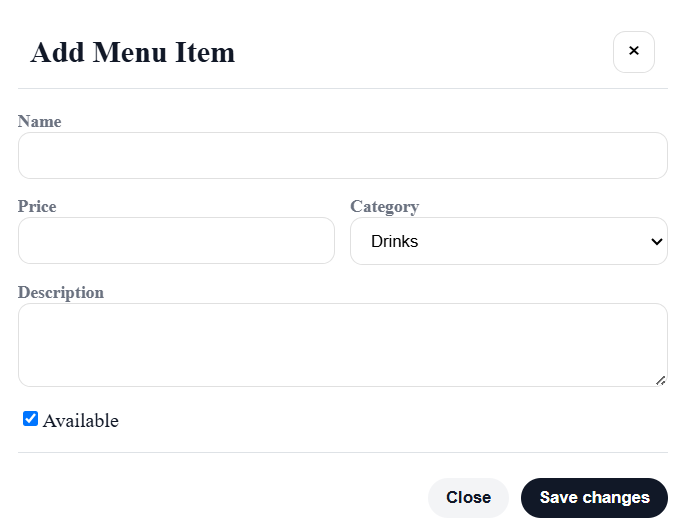 Add Menu Item ×
Name
Price Category
Drinks
Description
Available
Close Save changes